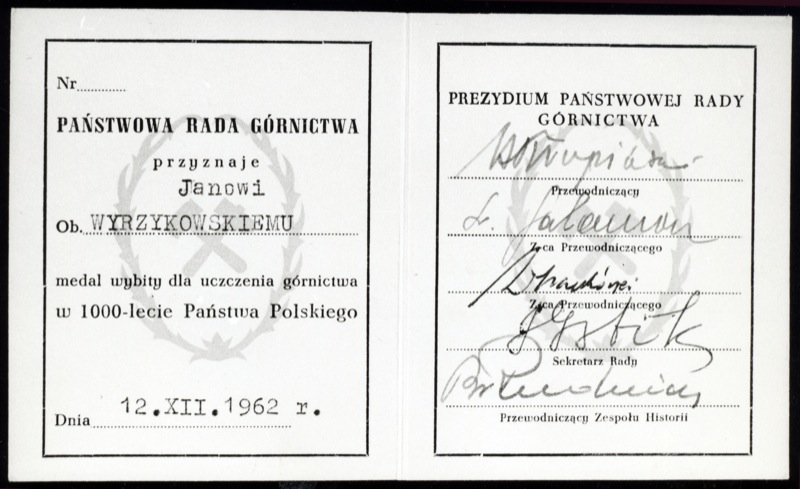 Nr
PAŃSTWOWA RADA GÓRNICTWA
przyznaje
Janowi
Ob. WYRZYKOWSKIEMU
medal wybity dla uczczenia górnictwa
w 1000-lecie Państwa Polskiego
Dnia 12.XII.1962 r.
PREZYDIUM PAŃSTWOWEJ RADY
GÓRNICTWA
Przewodniczący
Z-ca Przewodniczącego
Z-ca Przewodniczącego
Sekretarz Rady
Przewodniczący Zespołu Historii